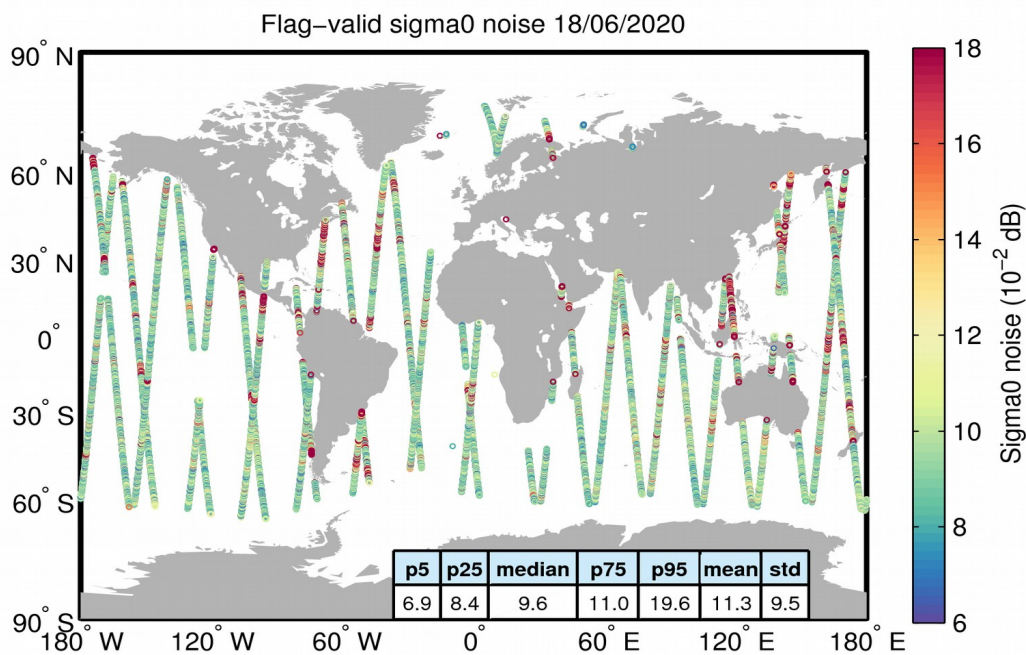 Flag−valid sigma0 noise 18/06/2020
90° N
60° N
30° N
0°
30° S
60° S
90° S
180° W
120° W
60° W
0°
60° E
120° E
180° E
p5 p25 median p75 p95 mean std
6.9 8.4 9.6 11.0 19.6 11.3 9.5
18
16
14
12
10
8
6
Sigma0 noise (10⁻² dB)